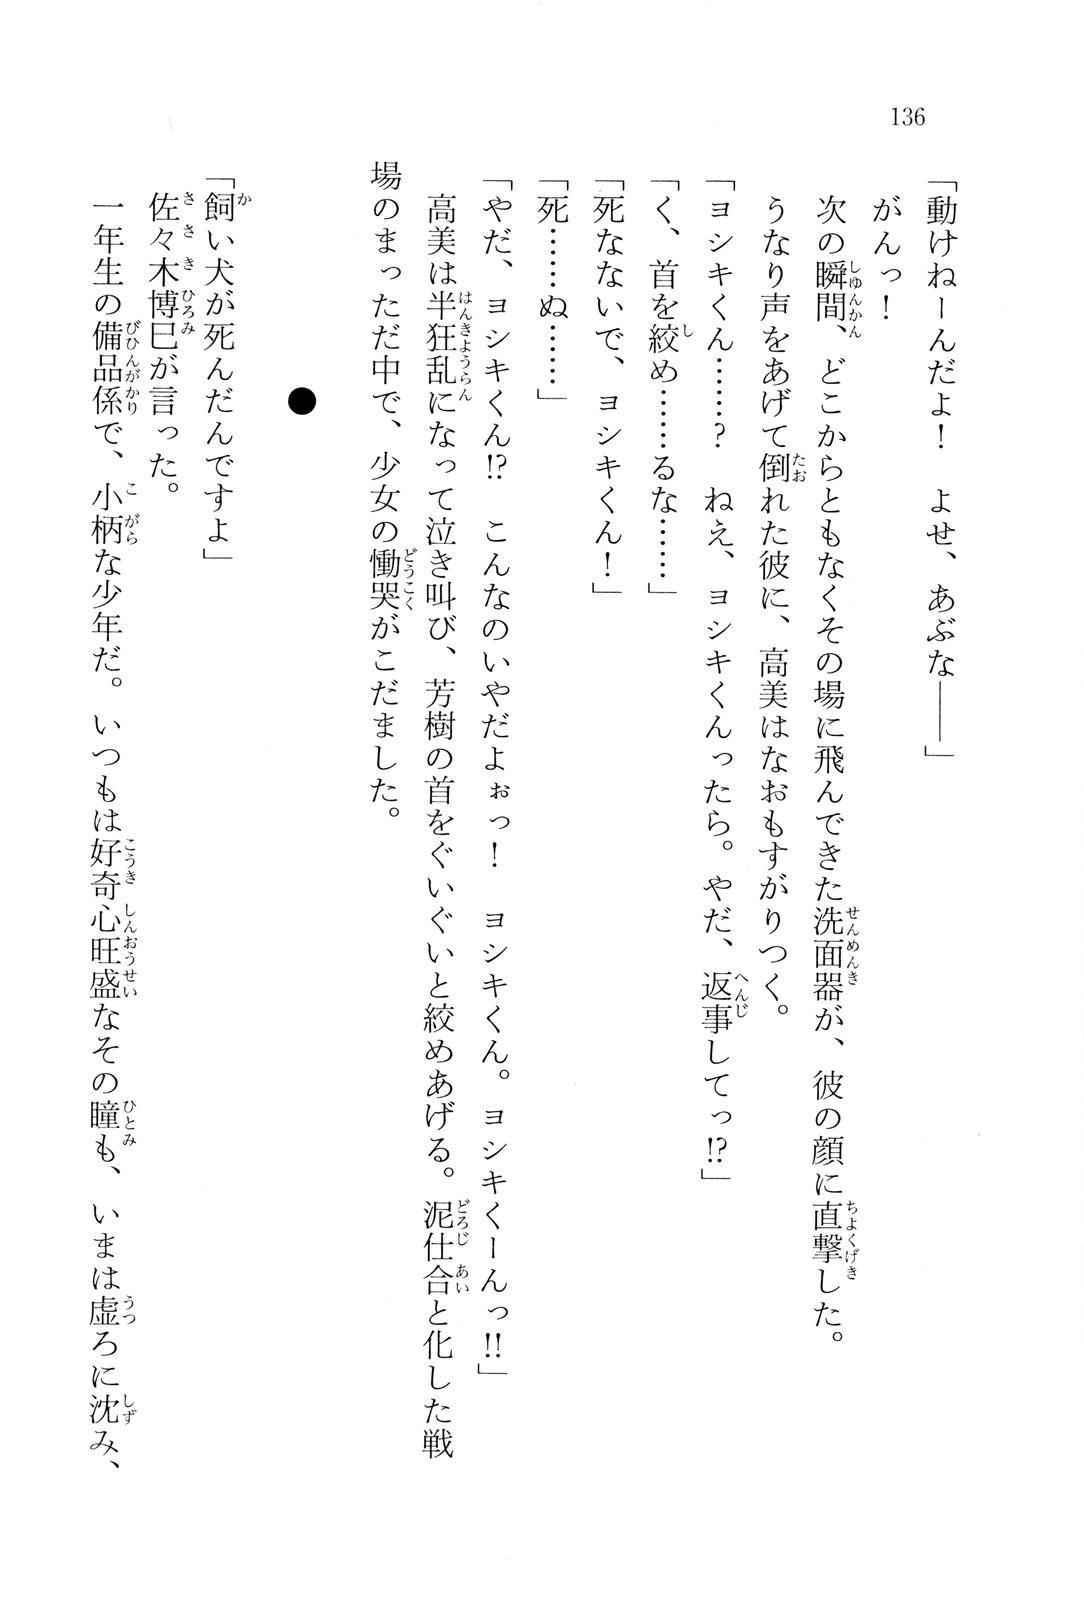 136
「動けねーんだよ！　よせ、あぶな――」
がんっ！
次の瞬間、どこからともなくその場に飛んできた洗面器が、彼の顔に直撃した。
うなり声をあげて倒れた彼に、高美はなおもすがりつく。
「ヨシキくん……？　ねえ、ヨシキくんったら。やだ、返事してっ!?」
「く、首を絞め……るな……」
「死なないで、ヨシキくん！」
「死……ぬ……」
「やだ、ヨシキくん!?　こんなのいやだよぉっ！　ヨシキくん。ヨシキくーんっ!!」
高美は半狂乱になって泣き叫び、芳樹の首をぐいぐいと絞めあげる。泥仕合と化した戦
場のまっただ中で、少女の慟哭がこだました。
●
「飼い犬が死んだんですよ」
佐々木博巳が言った。
一年生の備品係で、小柄な少年だ。いつもは好奇心旺盛なその瞳も、いまは虚ろに沈み、